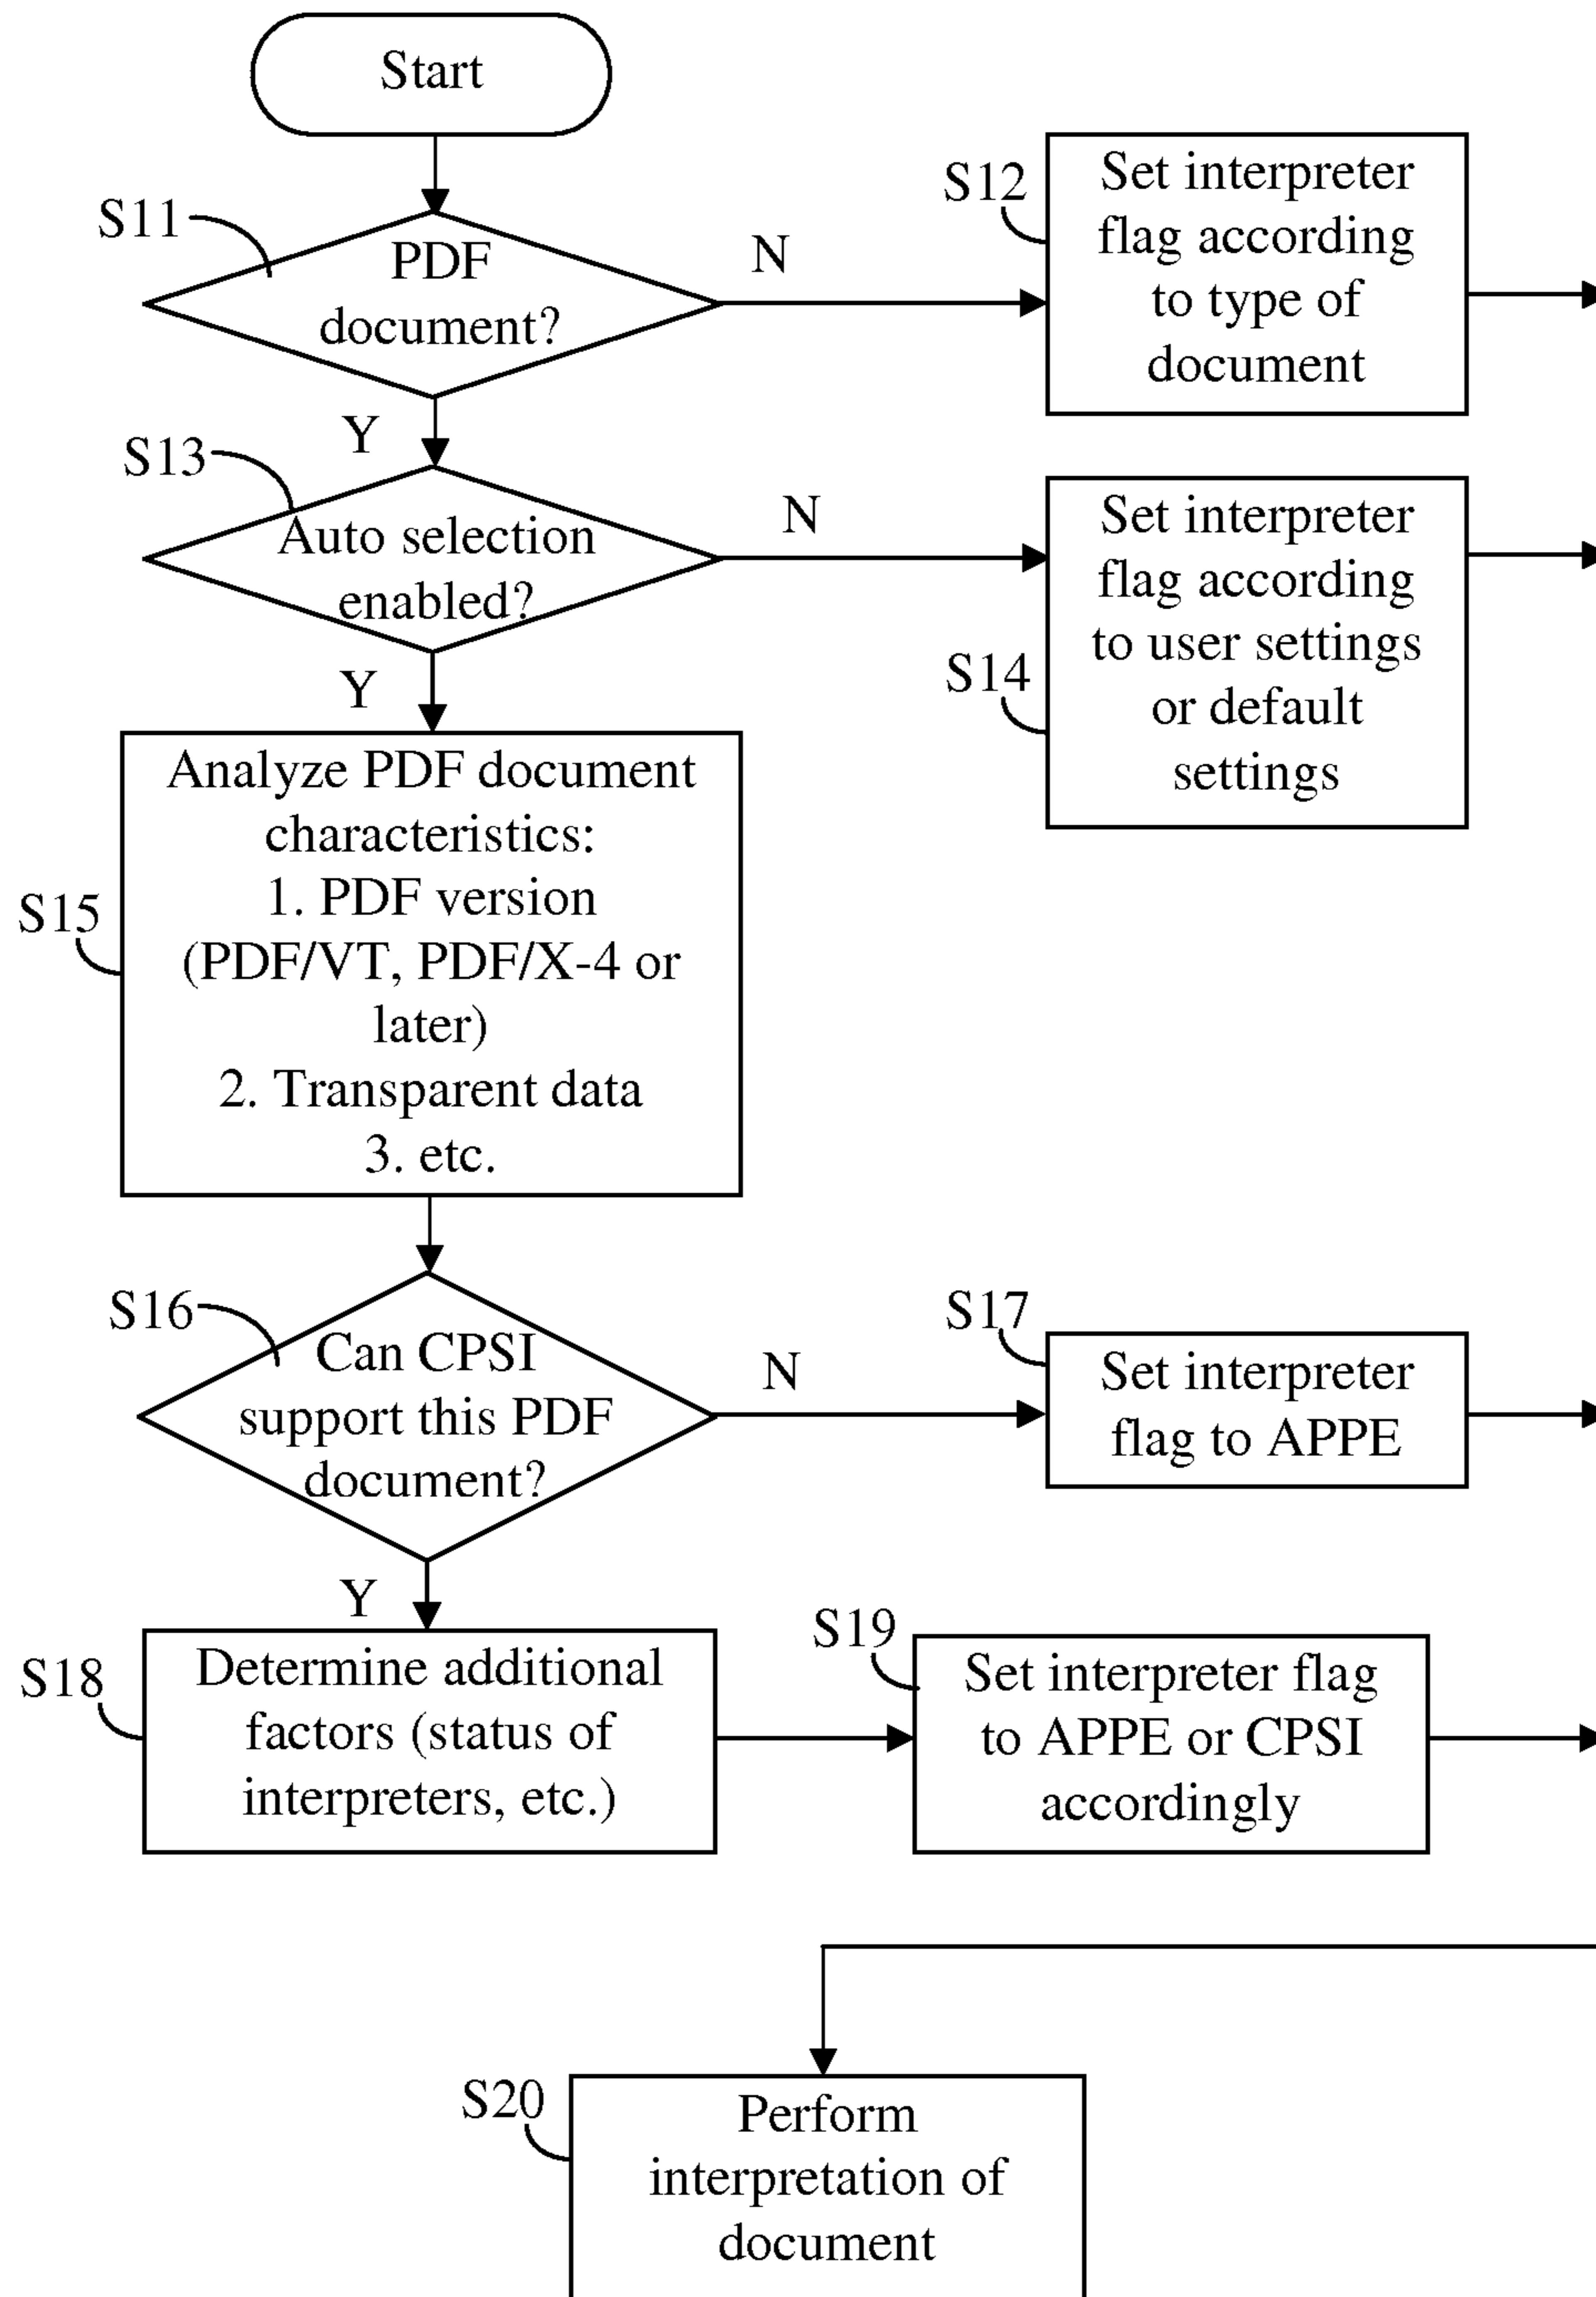 Start
S11
PDF
document?
N
S12
Set interpreter
flag according
to type of
document
Y
S13
Auto selection
enabled?
N
S14
Set interpreter
flag according
to user settings
or default
settings
Y
S15
Analyze PDF document
characteristics:
1. PDF version
(PDF/VT, PDF/X-4 or
later)
2. Transparent data
3. etc.
S16
Can CPSI
support this PDF
document?
N
S17
Set interpreter
flag to APPE
Y
S18
Determine additional
factors (status of
interpreters, etc.)
S19
Set interpreter flag
to APPE or CPSI
accordingly
S20
Perform
interpretation of
document